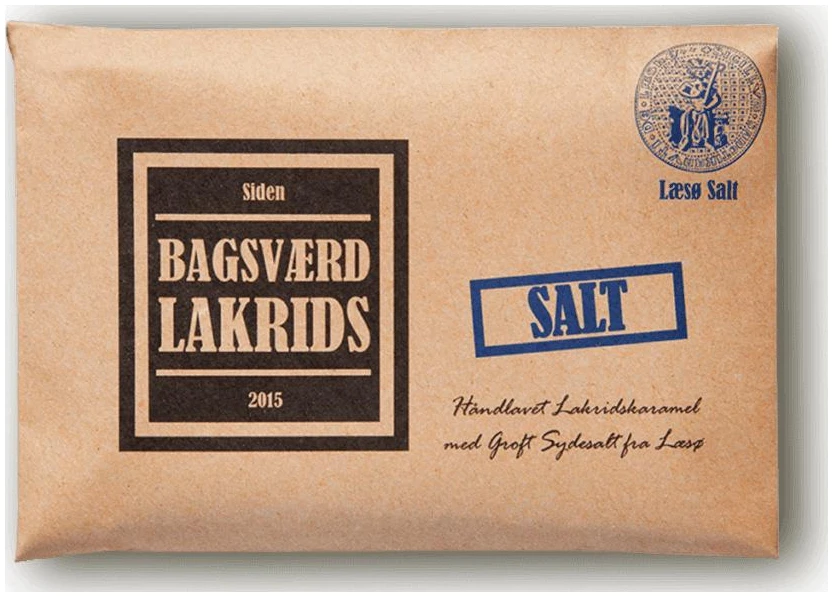 Siden
BAGSVÆRD
LAKRIDS
2015
Læsø Salt
SALT
Håndlavet Lakridskaramel
med Groft Sydesalt fra Læsø